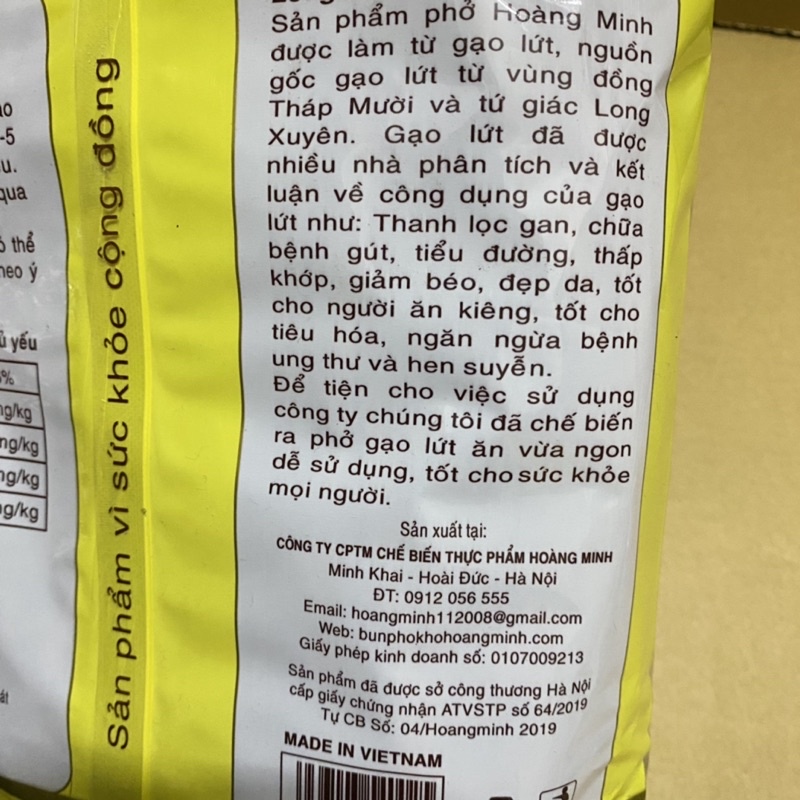 Sản phẩm phở Hoàng Minh
được làm từ gạo lứt, nguồn
gốc gạo lứt từ vùng đồng
Tháp Mười và tứ giác Long
Xuyên. Gạo lứt đã được
nhiều nhà phân tích và kết
luận về công dụng của gạo
lứt như: Thanh lọc gan, chữa
bệnh gút, tiểu đường, thấp
khớp, giảm béo, đẹp da, tốt
cho người ăn kiêng, tốt cho
tiêu hóa, ngăn ngừa bệnh
ung thư và hen suyễn.
Để tiện cho việc sử dụng
công ty chúng tôi đã chế biến
ra phở gạo lứt ăn vừa ngon
dễ sử dụng, tốt cho sức khỏe
mọi người.
Sản xuất tại:
CÔNG TY CPTM CHẾ BIẾN THỰC PHẨM HOÀNG MINH
Minh Khai - Hoài Đức - Hà Nội
ĐT: 0912 056 555
Email: hoangminh112008@gmail.com
Web: bunphokhohoangminh.com
Giấy phép kinh doanh số: 0107009213
Sản phẩm đã được sở công thương Hà Nội
cấp giấy chứng nhận ATVSTP số 64/2019
Tự CB Số: 04/Hoangminh 2019
MADE IN VIETNAM
Sản phẩm vì sức khỏe cộng đồng
-5
qua
thể
ý
yếu
%
mg/kg
mg/kg